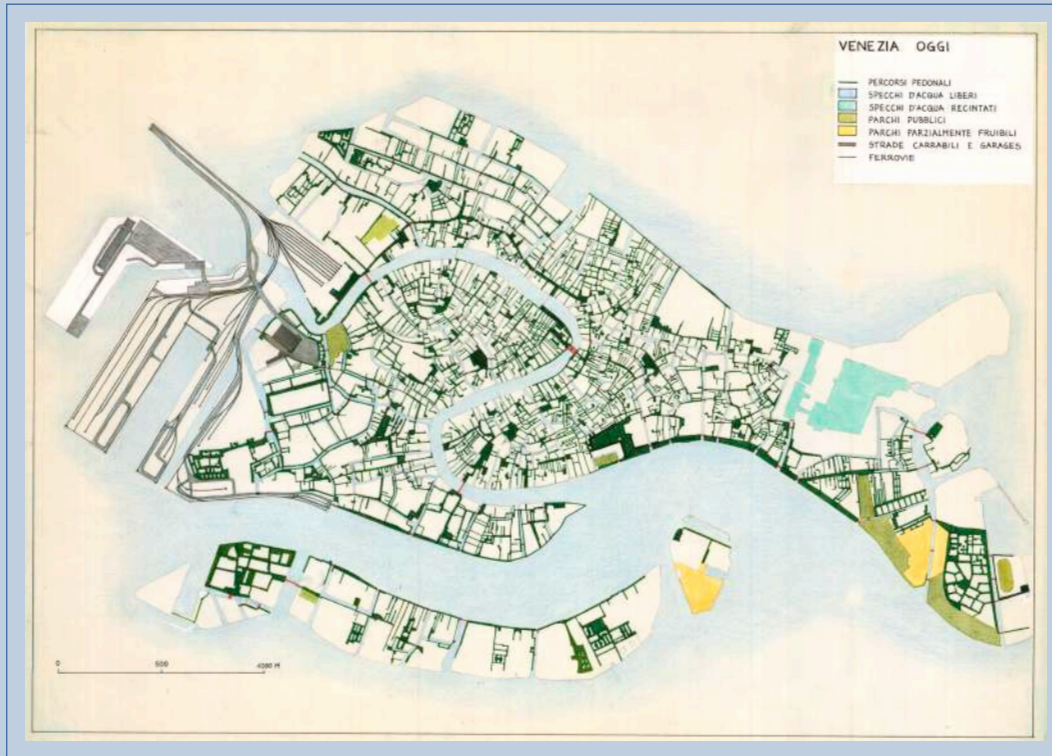 VENEZIA OGGI
PERCORSI PEDONALI
SPECCHI D'ACQUA LIBERI
SPECCHI D'ACQUA RECINTATI
PARCHI PUBBLICI
PARCHI PARZIALMENTE FRUIBILI
STRADE CARRABILI E GARAGES
FERROVIE
0 500 1000 M